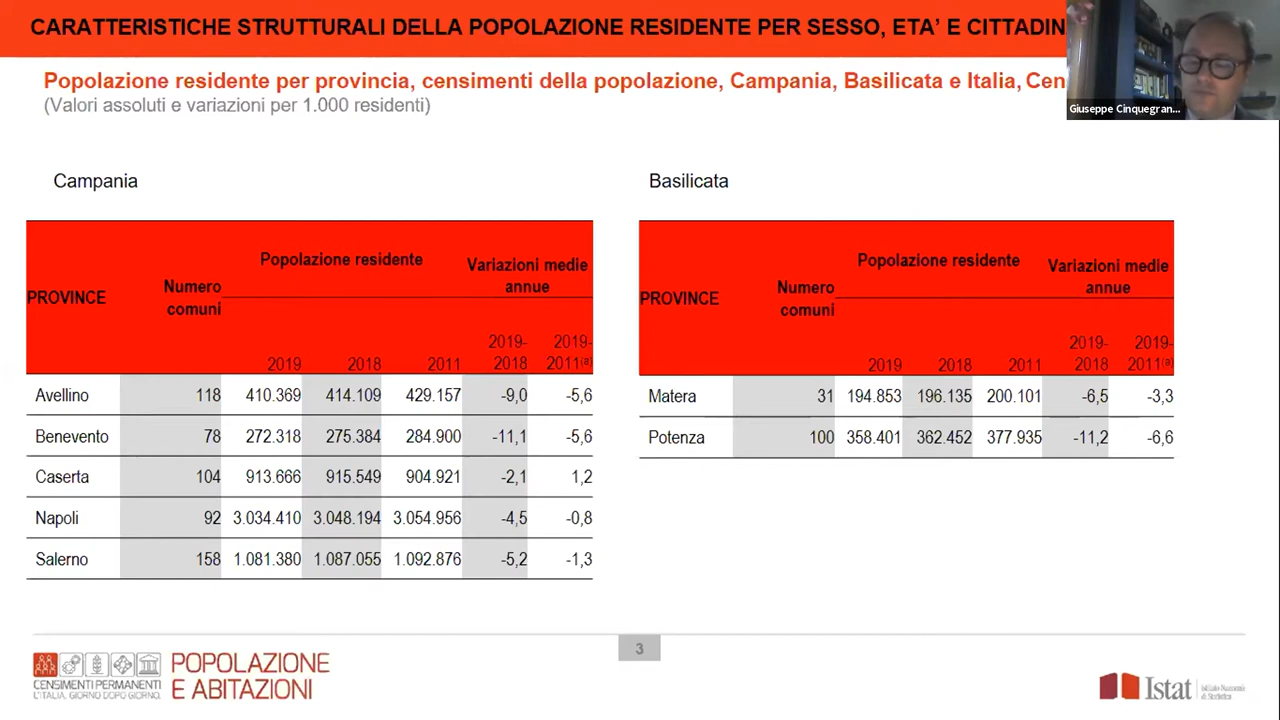 CARATTERISTICHE STRUTTURALI DELLA POPOLAZIONE RESIDENTE PER SESSO, ETA' E CITTADIN
Popolazione residente per provincia, censimenti della popolazione, Campania, Basilicata e Italia, Cen
(Valori assoluti e variazioni per 1.000 residenti)
Giuseppe Cinquegran...
Campania
PROVINCE Numero comuni Popolazione residente Variazioni medie annue
2019 2018 2011 2019-2018 2019-2011(a)
Avellino 118 410.369 414.109 429.157 -9,0 -5,6
Benevento 78 272.318 275.384 284.900 -11,1 -5,6
Caserta 104 913.666 915.549 904.921 -2,1 1,2
Napoli 92 3.034.410 3.048.194 3.054.956 -4,5 -0,8
Salerno 158 1.081.380 1.087.055 1.092.876 -5,2 -1,3
Basilicata
PROVINCE Numero comuni Popolazione residente Variazioni medie annue
2019 2018 2011 2019-2018 2019-2011(a)
Matera 31 194.853 196.135 200.101 -6,5 -3,3
Potenza 100 358.401 362.452 377.935 -11,2 -6,6
3
CENSIMENTI PERMANENTI
L'ITALIA, GIORNO DOPO GIORNO.
POPOLAZIONE
E ABITAZIONI
Istat
Istituto Nazionale
di Statistica